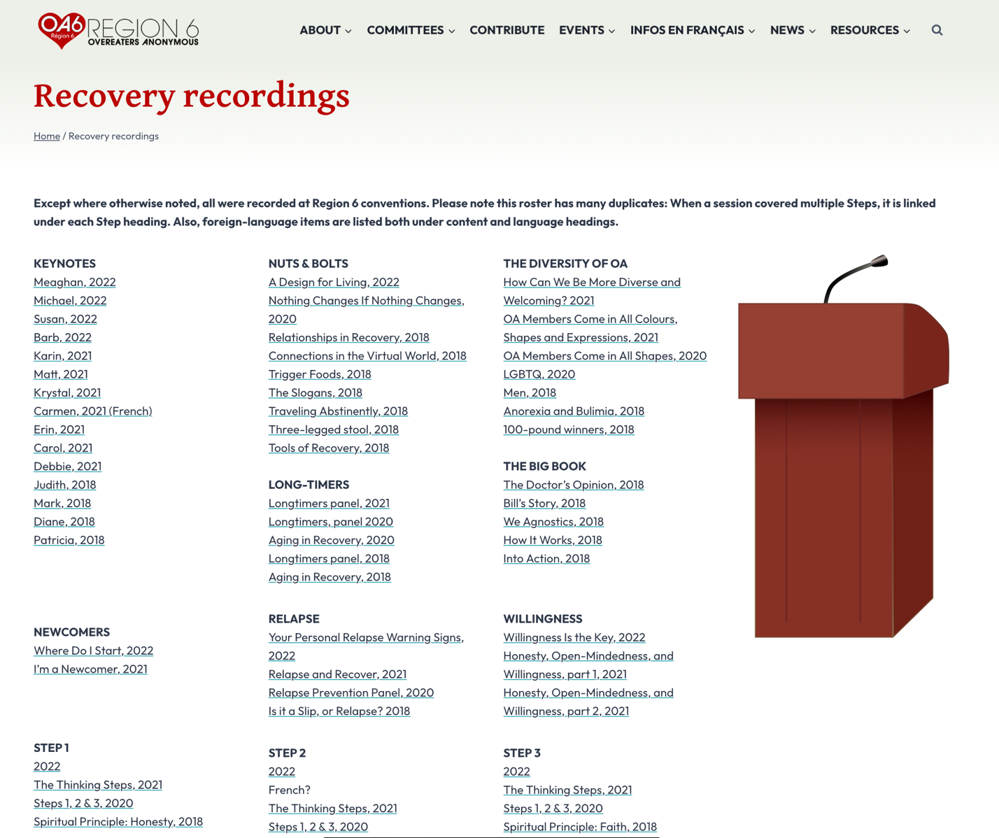 OA6
Région 6
REGION 6
OVEREATERS ANONYMOUS
ABOUT
COMMITTEES
CONTRIBUTE
EVENTS
INFOS EN FRANÇAIS
NEWS
RESOURCES
Recovery recordings
Home / Recovery recordings
Except where otherwise noted, all were recorded at Region 6 conventions. Please note this roster has many duplicates: When a session covered multiple Steps, it is linked
under each Step heading. Also, foreign-language items are listed both under content and language headings.
KEYNOTES
Meaghan, 2022
Michael, 2022
Susan, 2022
Barb, 2022
Karin, 2021
Matt, 2021
Krystal, 2021
Carmen, 2021 (French)
Erin, 2021
Carol, 2021
Debbie, 2021
Judith, 2018
Mark, 2018
Diane, 2018
Patricia, 2018
NUTS & BOLTS
A Design for Living, 2022
Nothing Changes If Nothing Changes,
2020
Relationships in Recovery, 2018
Connections in the Virtual World, 2018
Trigger Foods, 2018
The Slogans, 2018
Traveling Abstinently, 2018
Three-legged stool, 2018
Tools of Recovery, 2018
LONG-TIMERS
Longtimers panel, 2021
Longtimers, panel 2020
Aging in Recovery, 2020
Longtimers panel, 2018
Aging in Recovery, 2018
THE DIVERSITY OF OA
How Can We Be More Diverse and
Welcoming? 2021
OA Members Come in All Colours,
Shapes and Expressions, 2021
OA Members Come in All Shapes, 2020
LGBTQ, 2020
Men, 2018
Anorexia and Bulimia, 2018
100-pound winners, 2018
THE BIG BOOK
The Doctor's Opinion, 2018
Bill's Story, 2018
We Agnostics, 2018
How It Works, 2018
Into Action, 2018
NEWCOMERS
Where Do I Start, 2022
I'm a Newcomer, 2021
RELAPSE
Your Personal Relapse Warning Signs,
2022
Relapse and Recover, 2021
Relapse Prevention Panel, 2020
Is it a Slip, or Relapse? 2018
WILLINGNESS
Willingness Is the Key, 2022
Honesty, Open-Mindedness, and
Willingness, part 1, 2021
Honesty, Open-Mindedness, and
Willingness, part 2, 2021
STEP 1
2022
The Thinking Steps, 2021
Steps 1, 2 & 3, 2020
Spiritual Principle: Honesty, 2018
STEP 2
2022
French?
The Thinking Steps, 2021
Steps 1, 2 & 3, 2020
STEP 3
2022
The Thinking Steps, 2021
Steps 1, 2 & 3, 2020
Spiritual Principle: Faith, 2018